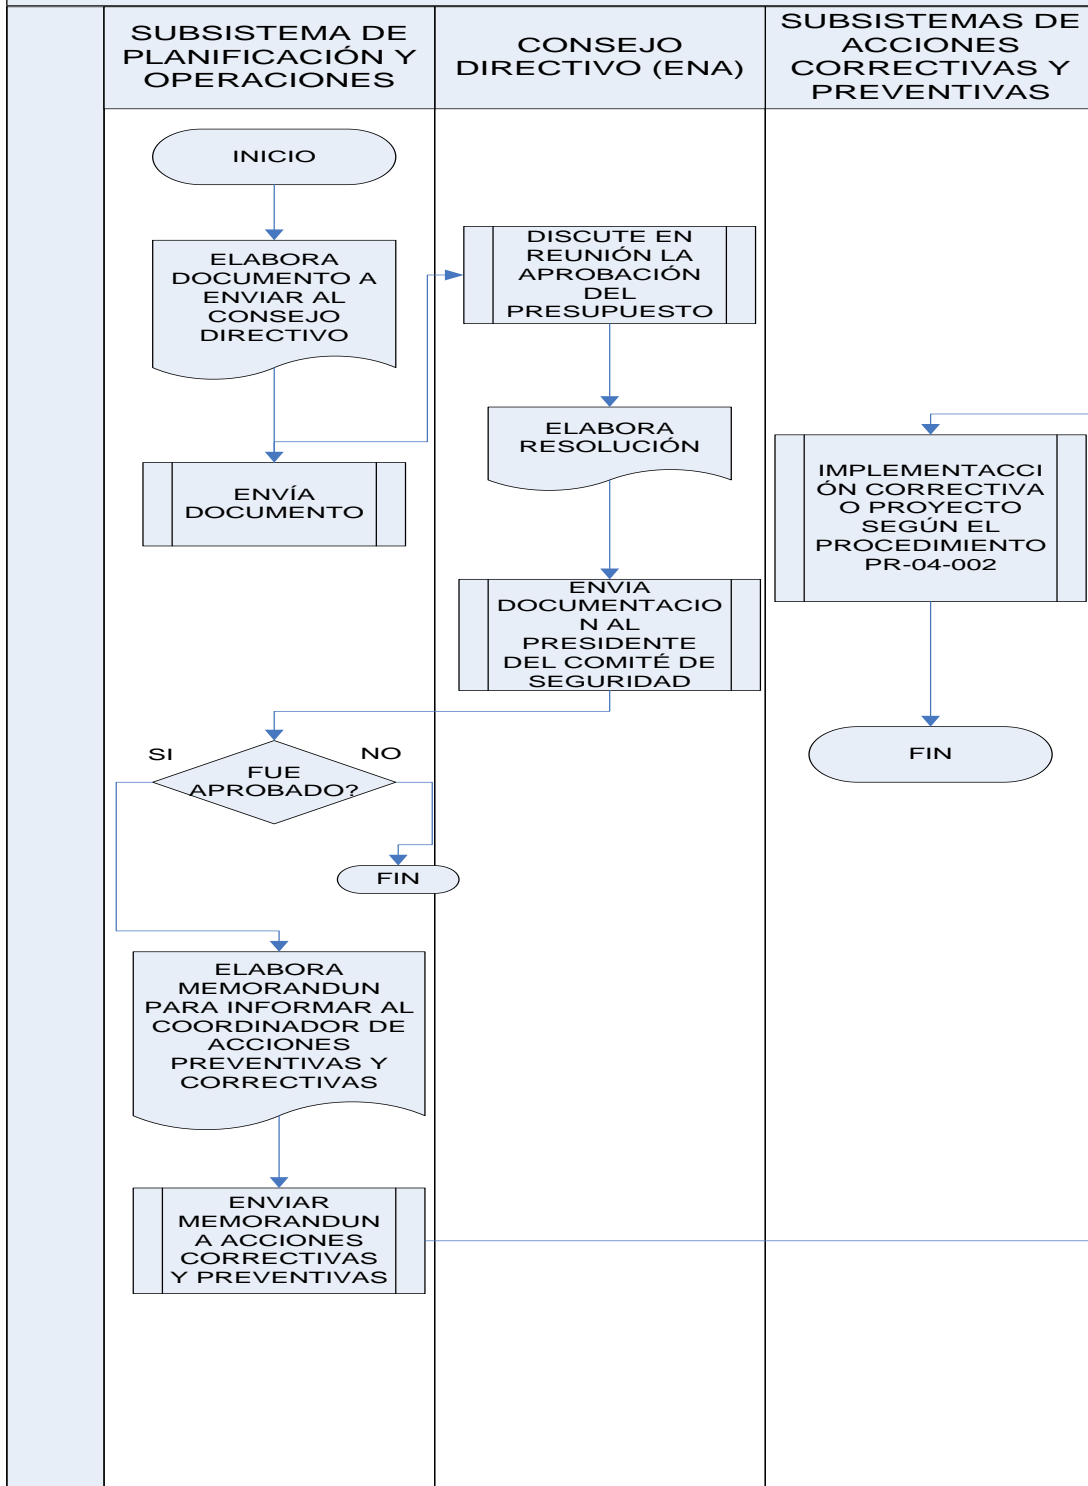 SUBSISTEMA DE
PLANIFICACIÓN Y
OPERACIONES
CONSEJO
DIRECTIVO (ENA)
SUBSISTEMAS DE
ACCIONES
CORRECTIVAS Y
PREVENTIVAS
INICIO
ELABORA
DOCUMENTO A
ENVIAR AL
CONSEJO
DIRECTIVO
ENVÍA
DOCUMENTO
DISCUTE EN
REUNIÓN LA
APROBACIÓN
DEL
PRESUPUESTO
ELABORA
RESOLUCIÓN
ENVIA
DOCUMENTACIO
N AL
PRESIDENTE
DEL COMITÉ DE
SEGURIDAD
SI
NO
FUE
APROBADO?
FIN
ELABORA
MEMORANDUN
PARA INFORMAR AL
COORDINADOR DE
ACCIONES
PREVENTIVAS Y
CORRECTIVAS
ENVIAR
MEMORANDUN
A ACCIONES
CORRECTIVAS
Y PREVENTIVAS
IMPLEMENTACCI
ÓN CORRECTIVA
O PROYECTO
SEGÚN EL
PROCEDIMIENTO
PR-04-002
FIN